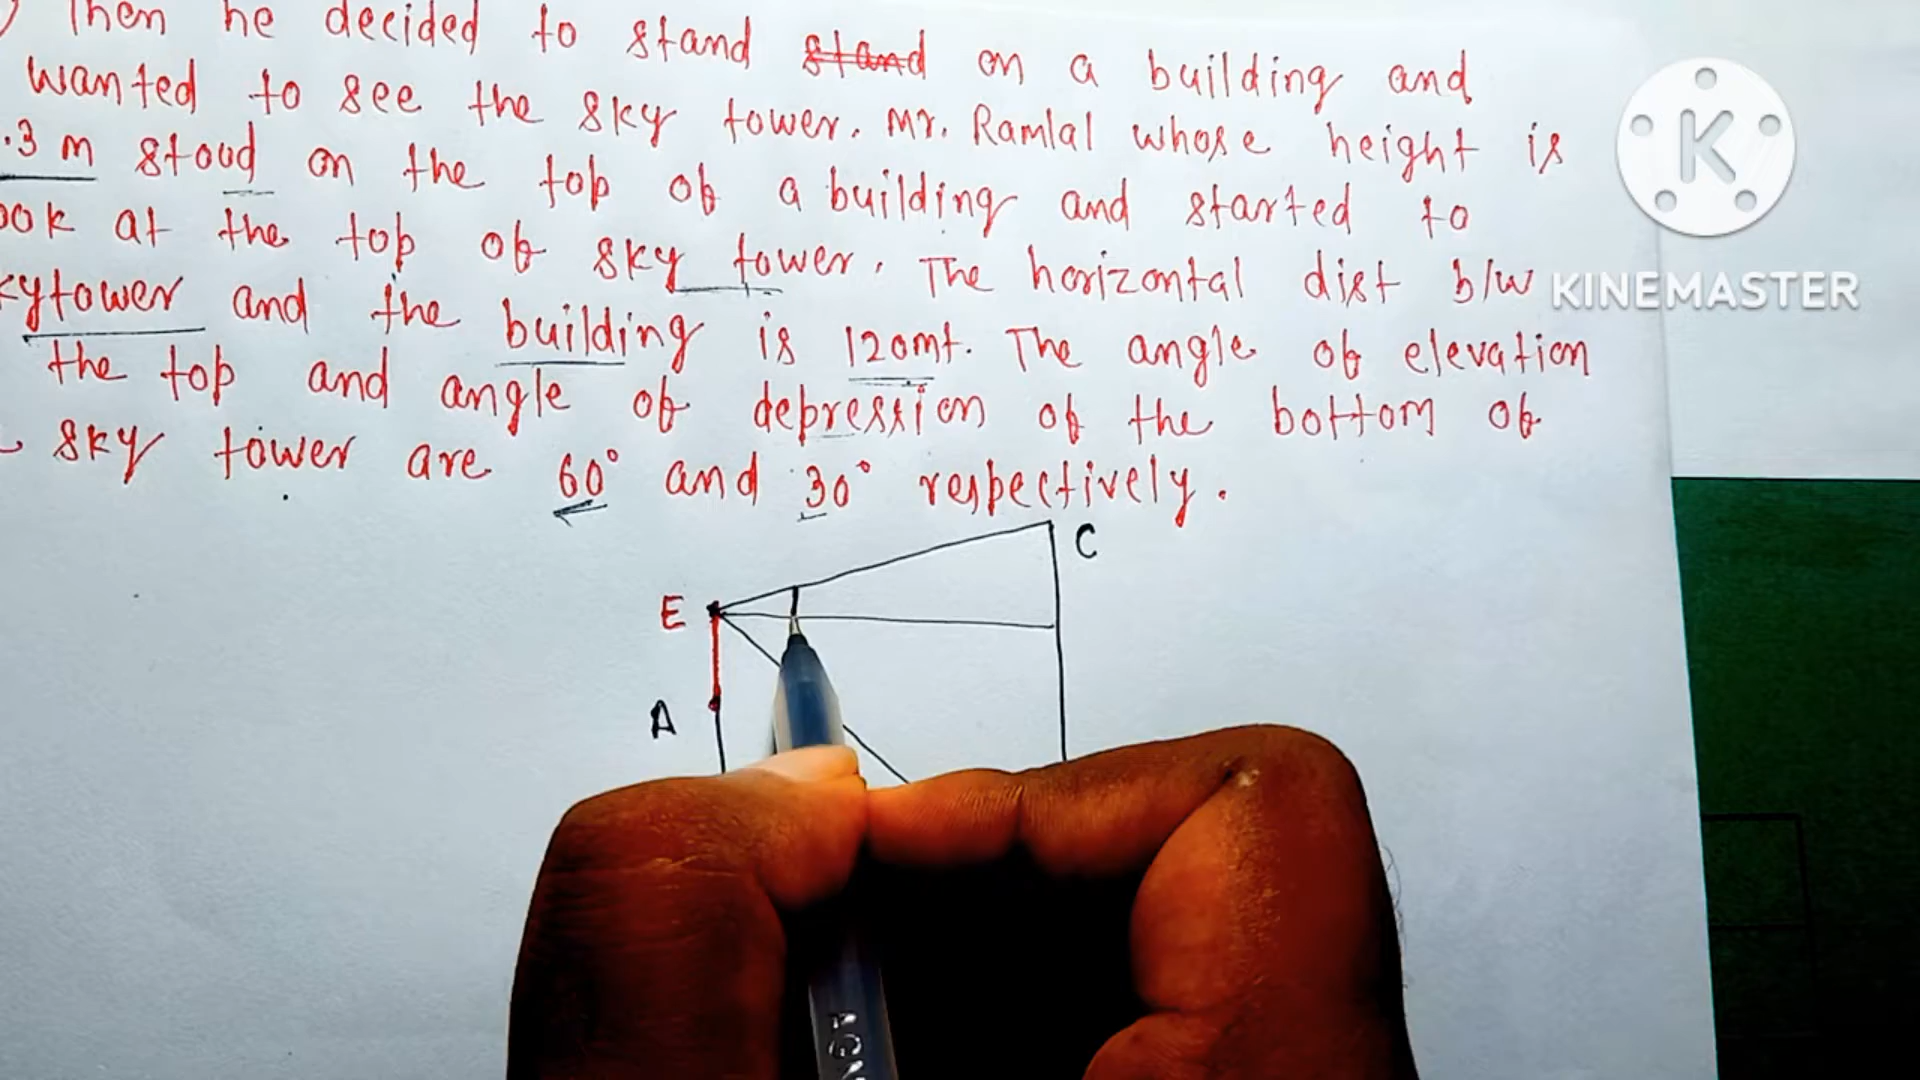 Then he decided to stand stand on a building and
wanted to see the sky tower. Mr. Ramlal whose height is
.3 m stood on the top of a building and started to
ook at the top of sky tower. The horizontal dist b/w
kytower and the building is 120mt. The angle of elevation
the top and angle of depression of the bottom of
sky tower are 60° and 30° respectively.
C
E
A
K
KINEMASTER